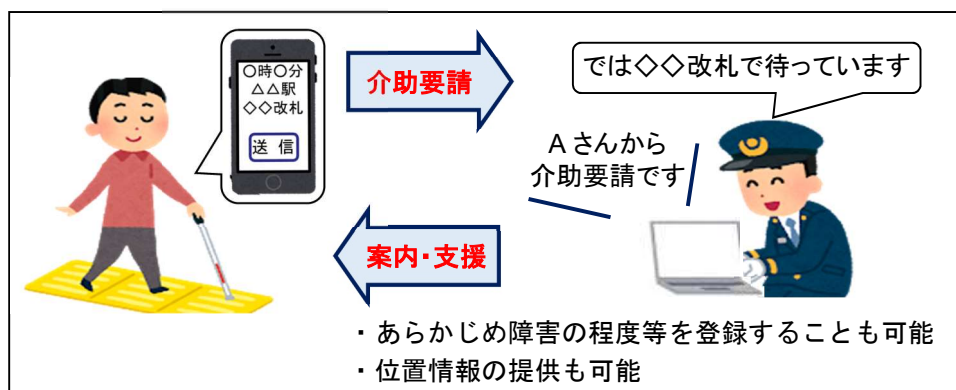 〇時〇分
△△駅
◇◇改札
送 信
介助要請
では◇◇改札で待っています
Aさんから
介助要請です
案内・支援
・あらかじめ障害の程度等を登録することも可能
・位置情報の提供も可能